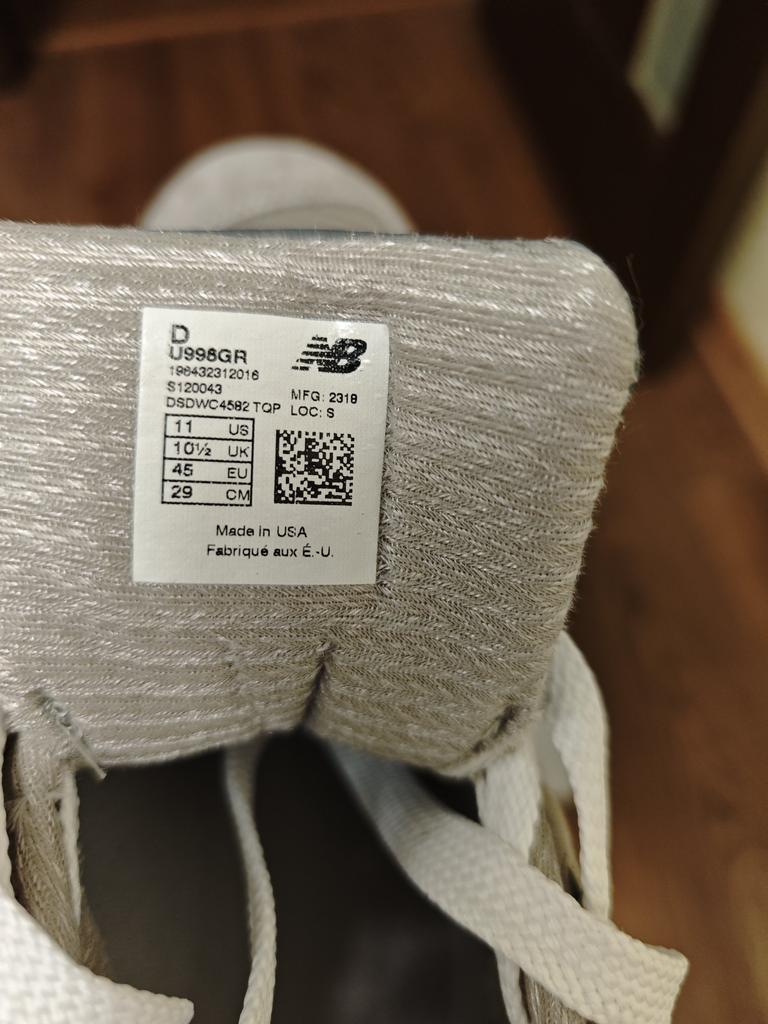 D
U998GR
196432312016
S120043
DSDWC4582 TQP
NB
MFG: 2318
LOC: S
11 US
10½ UK
45 EU
29 CM
Made in USA
Fabriqué aux É.-U.